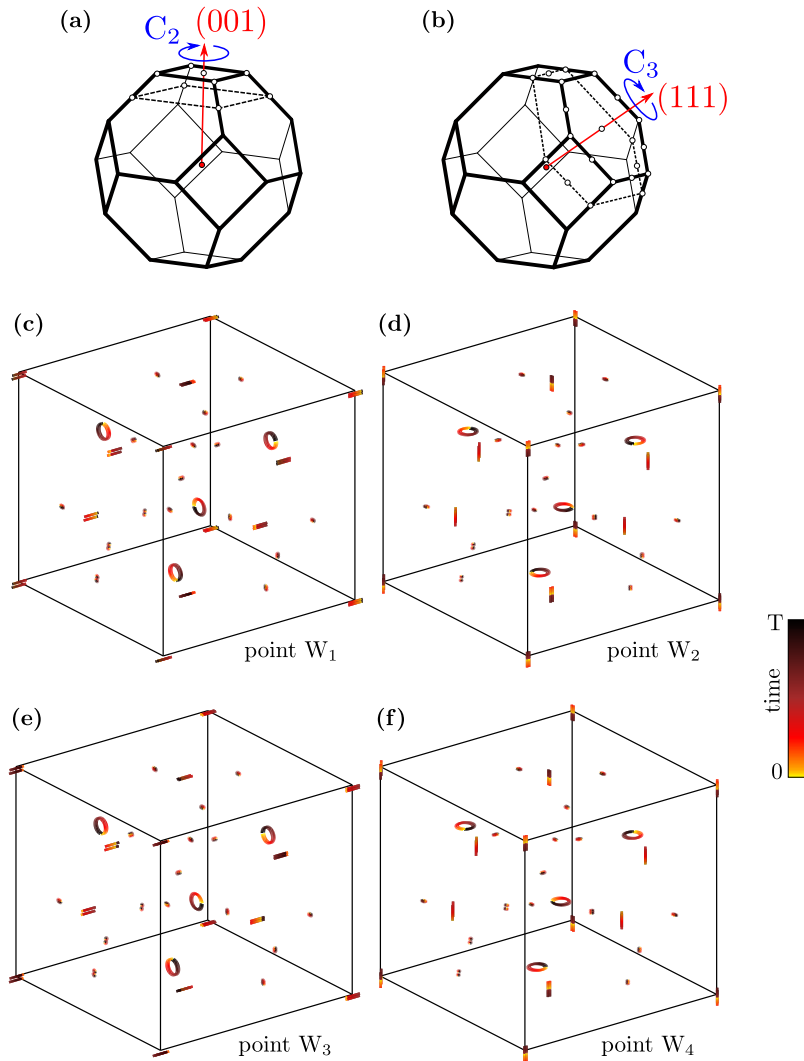 (a)
C₂
(001)
(b)
C₃
(111)
(c)
(d)
point W₁
point W₂
T
time
0
(e)
(f)
point W₃
point W₄